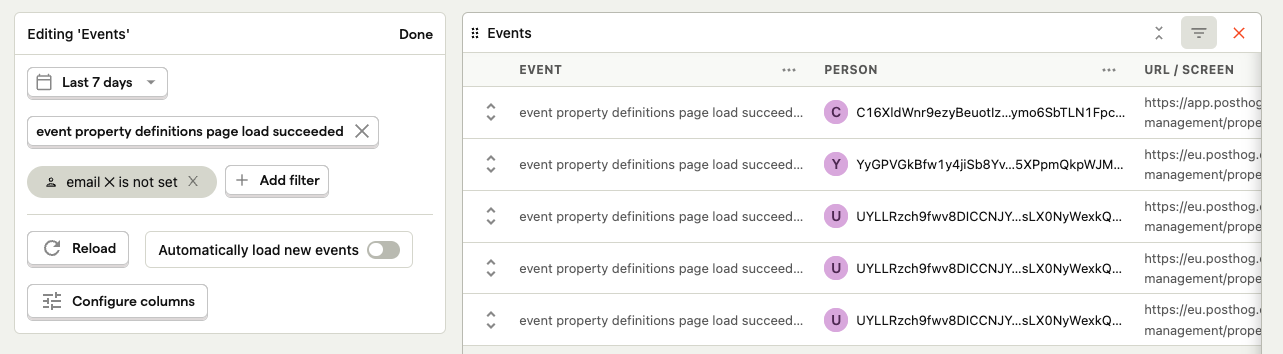 Editing 'Events'
Done
Last 7 days
event property definitions page load succeeded
email × is not set
Add filter
Reload
Automatically load new events
Configure columns
Events
EVENT
PERSON
URL / SCREEN
event property definitions page load succeed...
C
C16XIdWnr9ezyBeuotIz...ymo6SbTLN1Fpc...
https://app.posthog
management/prope
event property definitions page load succeed...
Y
YyGPVGkBfw1y4jiSb8Yv...5XPpmQkpWJM...
https://eu.posthog.
management/prope
event property definitions page load succeed...
U
UYLLRzch9fwv8DICCNJY...sLX0NyWexkQ...
https://eu.posthog.
management/prope
event property definitions page load succeed...
U
UYLLRzch9fwv8DICCNJY...sLX0NyWexkQ...
https://eu.posthog.
management/prope
event property definitions page load succeed...
U
UYLLRzch9fwv8DICCNJY...sLX0NyWexkQ...
https://eu.posthog.
management/prope